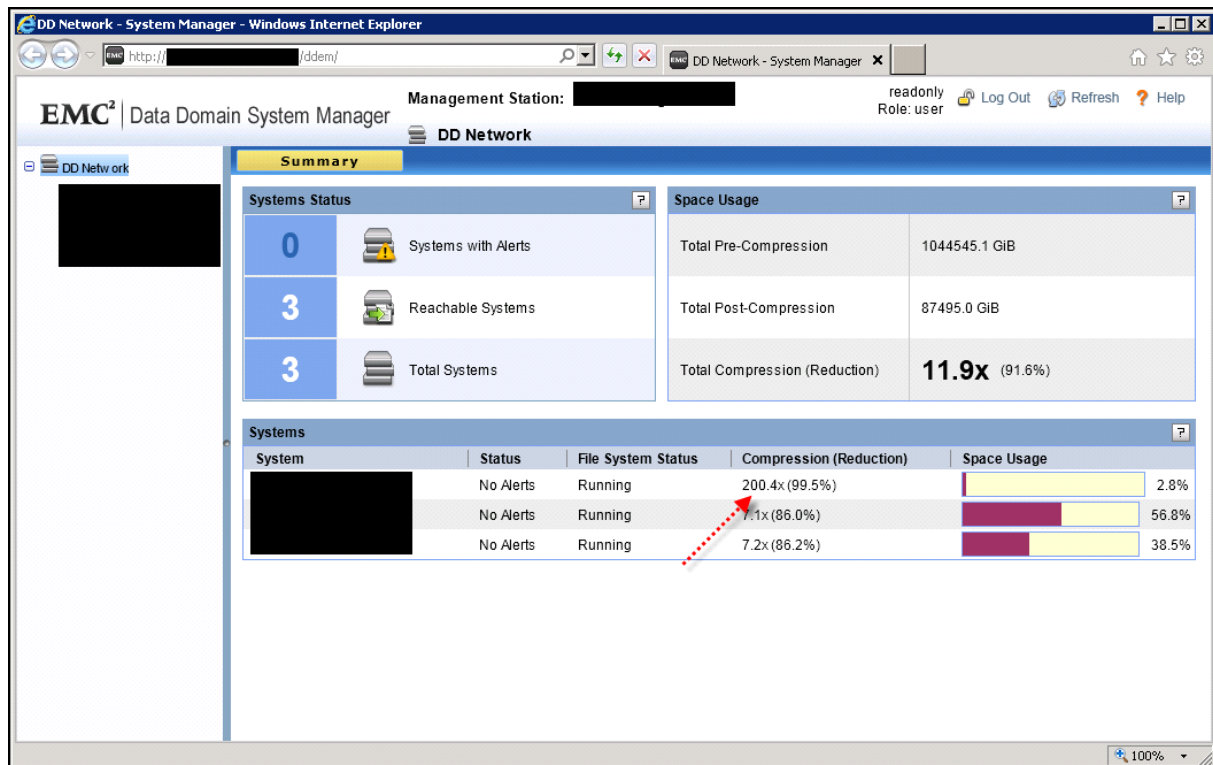 DD Network - System Manager - Windows Internet Explorer
http:// /ddem/
DD Network - System Manager
EMC² Data Domain System Manager
Management Station:
readonly
Role: user
Log Out Refresh ? Help
DD Network
DD Network
Summary
Systems Status ?
0 Systems with Alerts
3 Reachable Systems
3 Total Systems
Space Usage ?
Total Pre-Compression 1044545.1 GiB
Total Post-Compression 87495.0 GiB
Total Compression (Reduction) 11.9x (91.6%)
Systems ?
System Status File System Status Compression (Reduction) Space Usage
No Alerts Running 200.4x (99.5%) 2.8%
No Alerts Running 7.1x (86.0%) 56.8%
No Alerts Running 7.2x (86.2%) 38.5%
100%